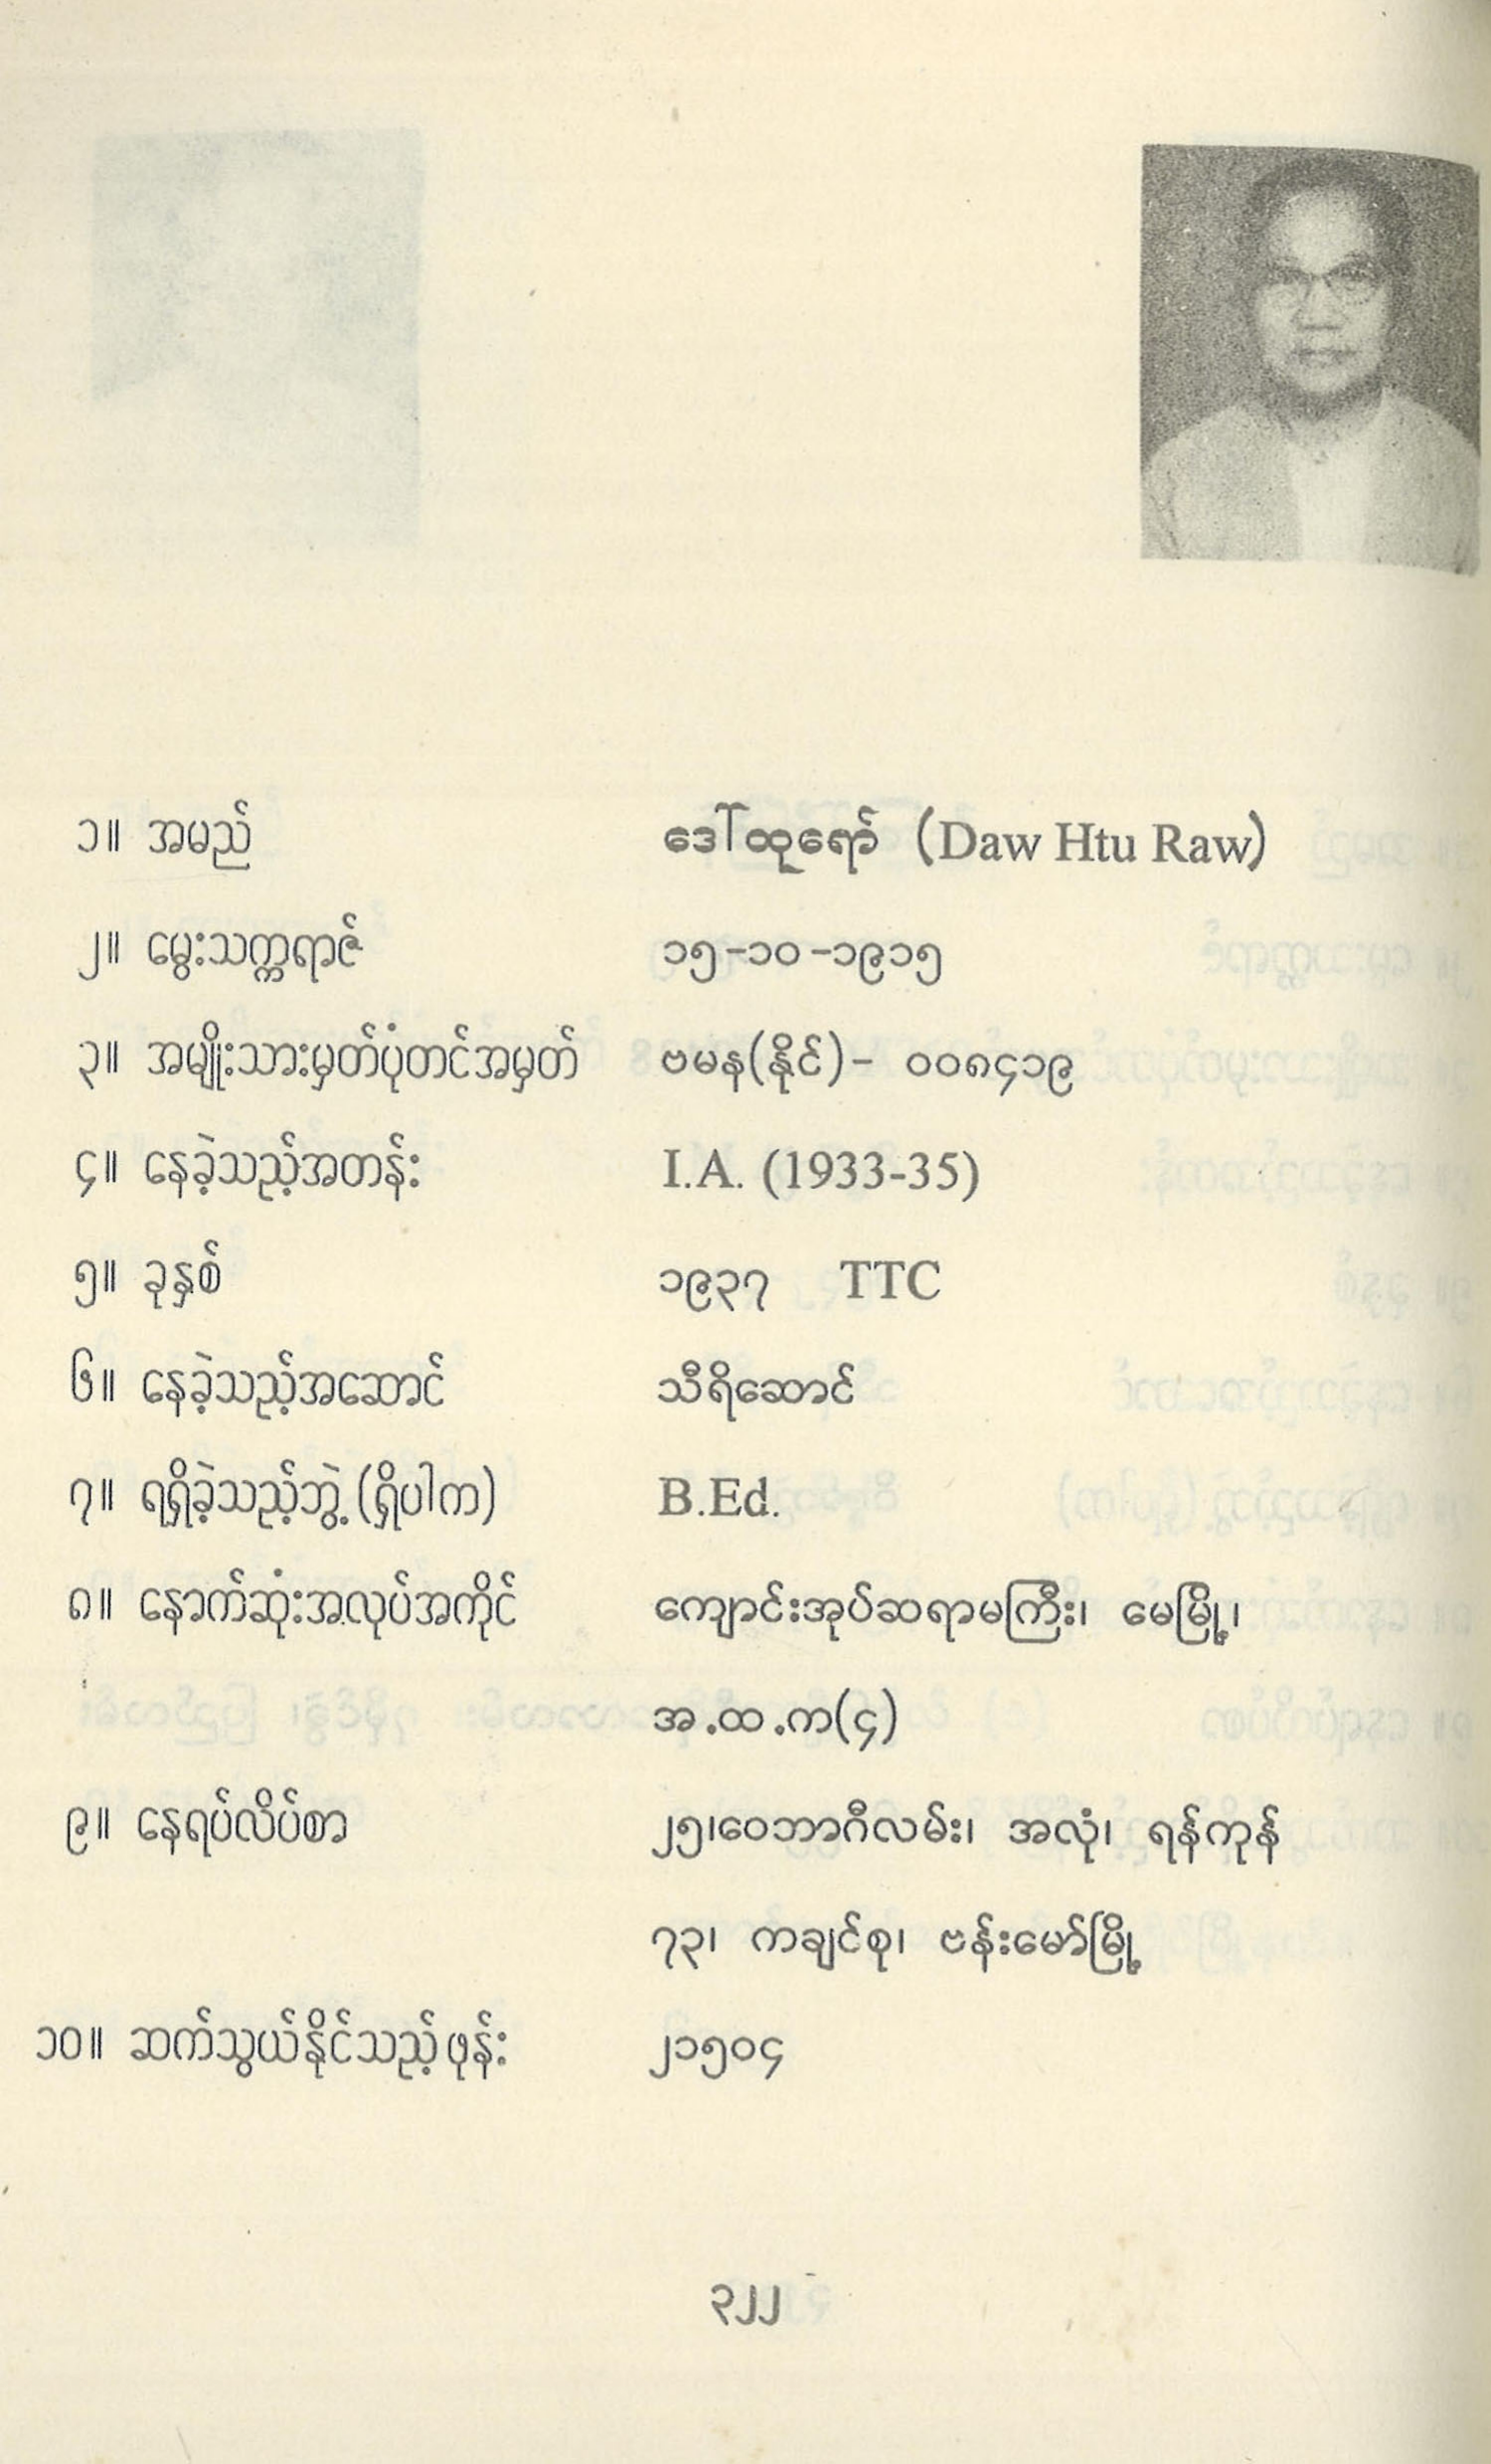 ၁။ အမည် ဒေါ်ထုရော် (Daw Htu Raw)
၂။ မွေးသက္ကရာဇ် ၁၅-၁၀-၁၉၁၅
၃။ အမျိုးသားမှတ်ပုံတင်အမှတ် ဗမန(နိုင်)- ၀၀၈၄၁၉
၄။ နေခဲ့သည့်အတန်း I.A. (1933-35)
၅။ ခုနှစ် ၁၉၃၇ TTC
၆။ နေခဲ့သည့်အဆောင် သီရိဆောင်
၇။ ရရှိခဲ့သည့်ဘွဲ့ (ရှိပါက) B.Ed.
၈။ နောက်ဆုံးအလုပ်အကိုင် ကျောင်းအုပ်ဆရာမကြီး၊ မေမြို့၊
အ.ထ.က(၄)
၉။ နေရပ်လိပ်စာ ၂၅၊ဝေဘာဂီလမ်း၊ အလုံ၊ ရန်ကုန်
၇၃၊ ကချင်စု၊ ဗန်းမော်မြို့
၁၀။ ဆက်သွယ်နိုင်သည့်ဖုန်း ၂၁၅၀၄
၃၂၂